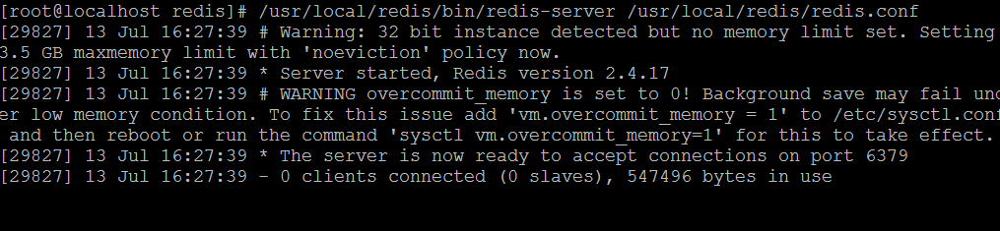 [root@localhost redis]# /usr/local/redis/bin/redis-server /usr/local/redis/redis.conf
[29827] 13 Jul 16:27:39 # Warning: 32 bit instance detected but no memory limit set. Setting
3.5 GB maxmemory limit with 'noeviction' policy now.
[29827] 13 Jul 16:27:39 * Server started, Redis version 2.4.17
[29827] 13 Jul 16:27:39 # WARNING overcommit_memory is set to 0! Background save may fail und
er low memory condition. To fix this issue add 'vm.overcommit_memory = 1' to /etc/sysctl.conf
and then reboot or run the command 'sysctl vm.overcommit_memory=1' for this to take effect.
[29827] 13 Jul 16:27:39 * The server is now ready to accept connections on port 6379
[29827] 13 Jul 16:27:39 - 0 clients connected (0 slaves), 547496 bytes in use